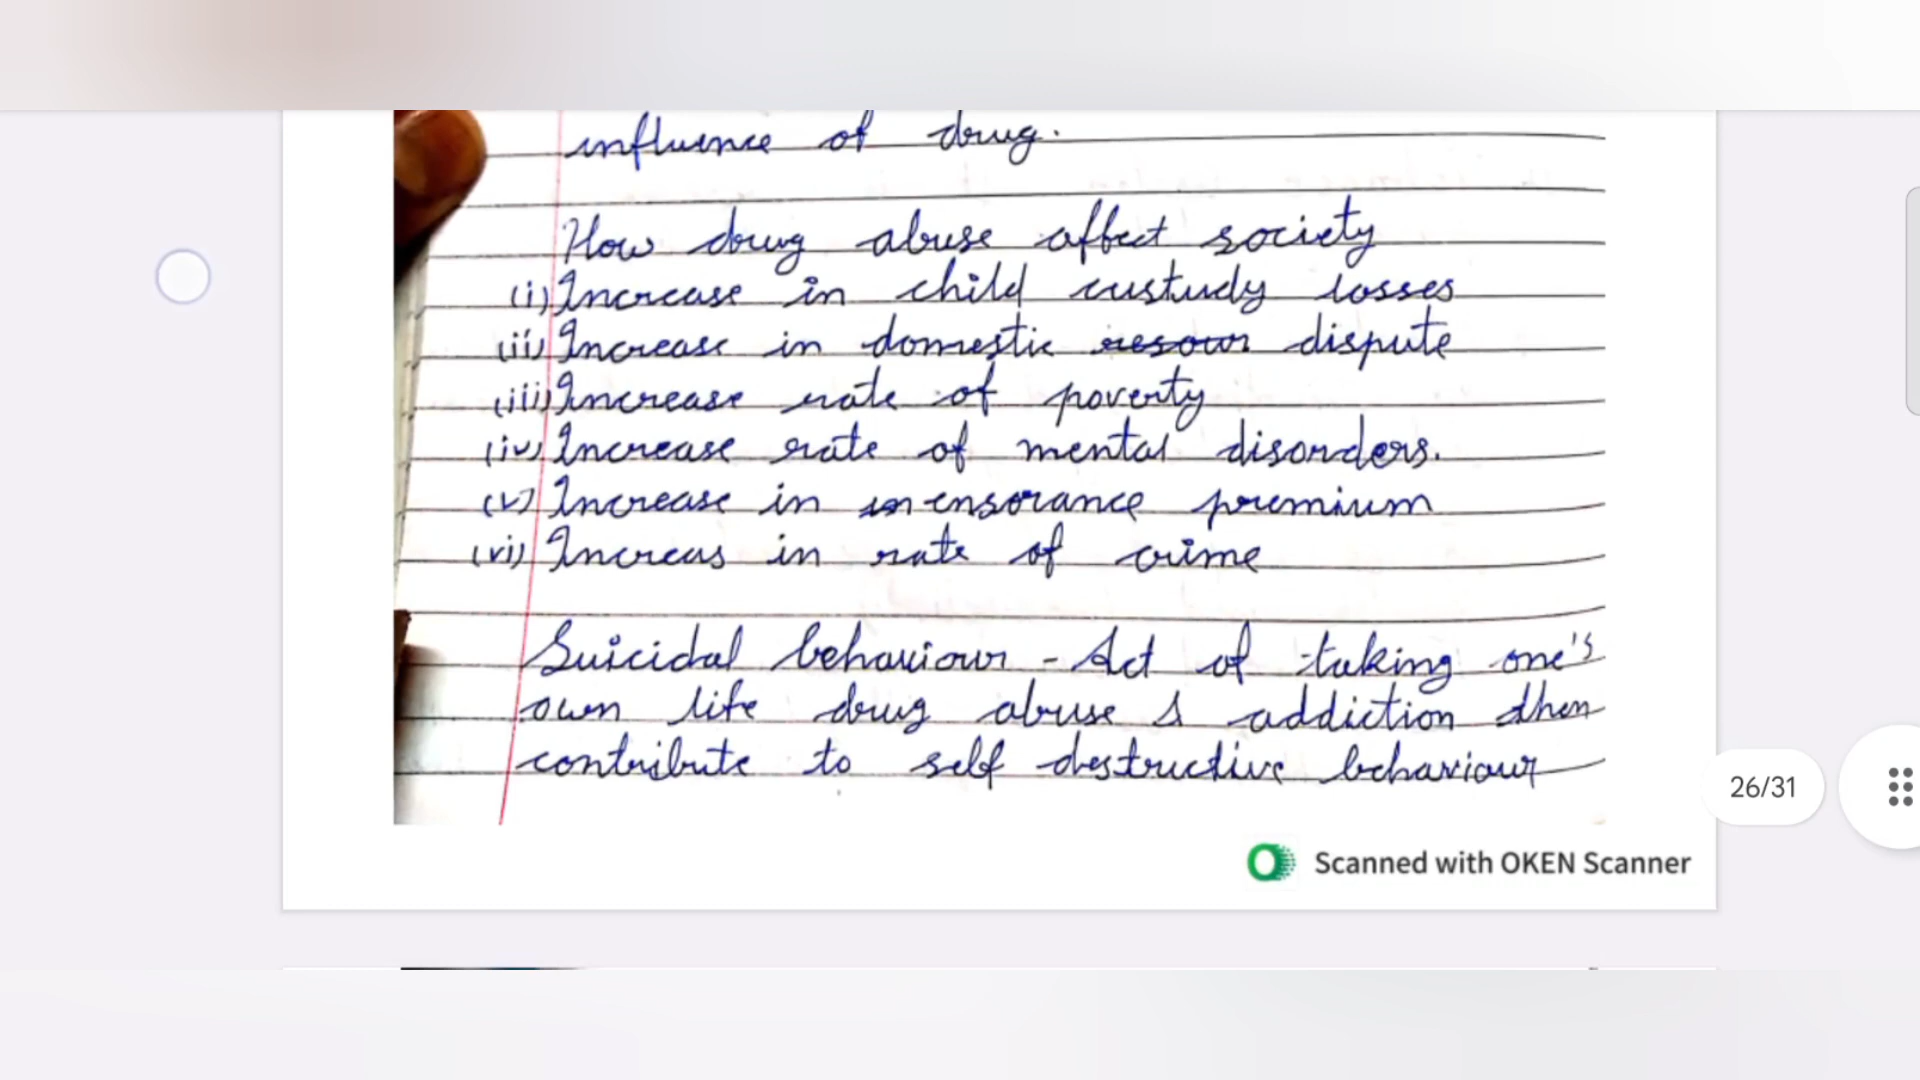 influence of drug.
How drug abuse affect society
(i) Increase in child custudy losses
(ii) Increase in domestic dispute
(iii) Increase rate of poverty
(iv) Increase rate of mental disorders.
(v) Increase in ensorance premium
(vi) Increas in rate of crime
Suicidal behaviour - Act of taking one's
own life drug abuse & addiction then
contribute to self destructive behaviour
26/31
Scanned with OKEN Scanner